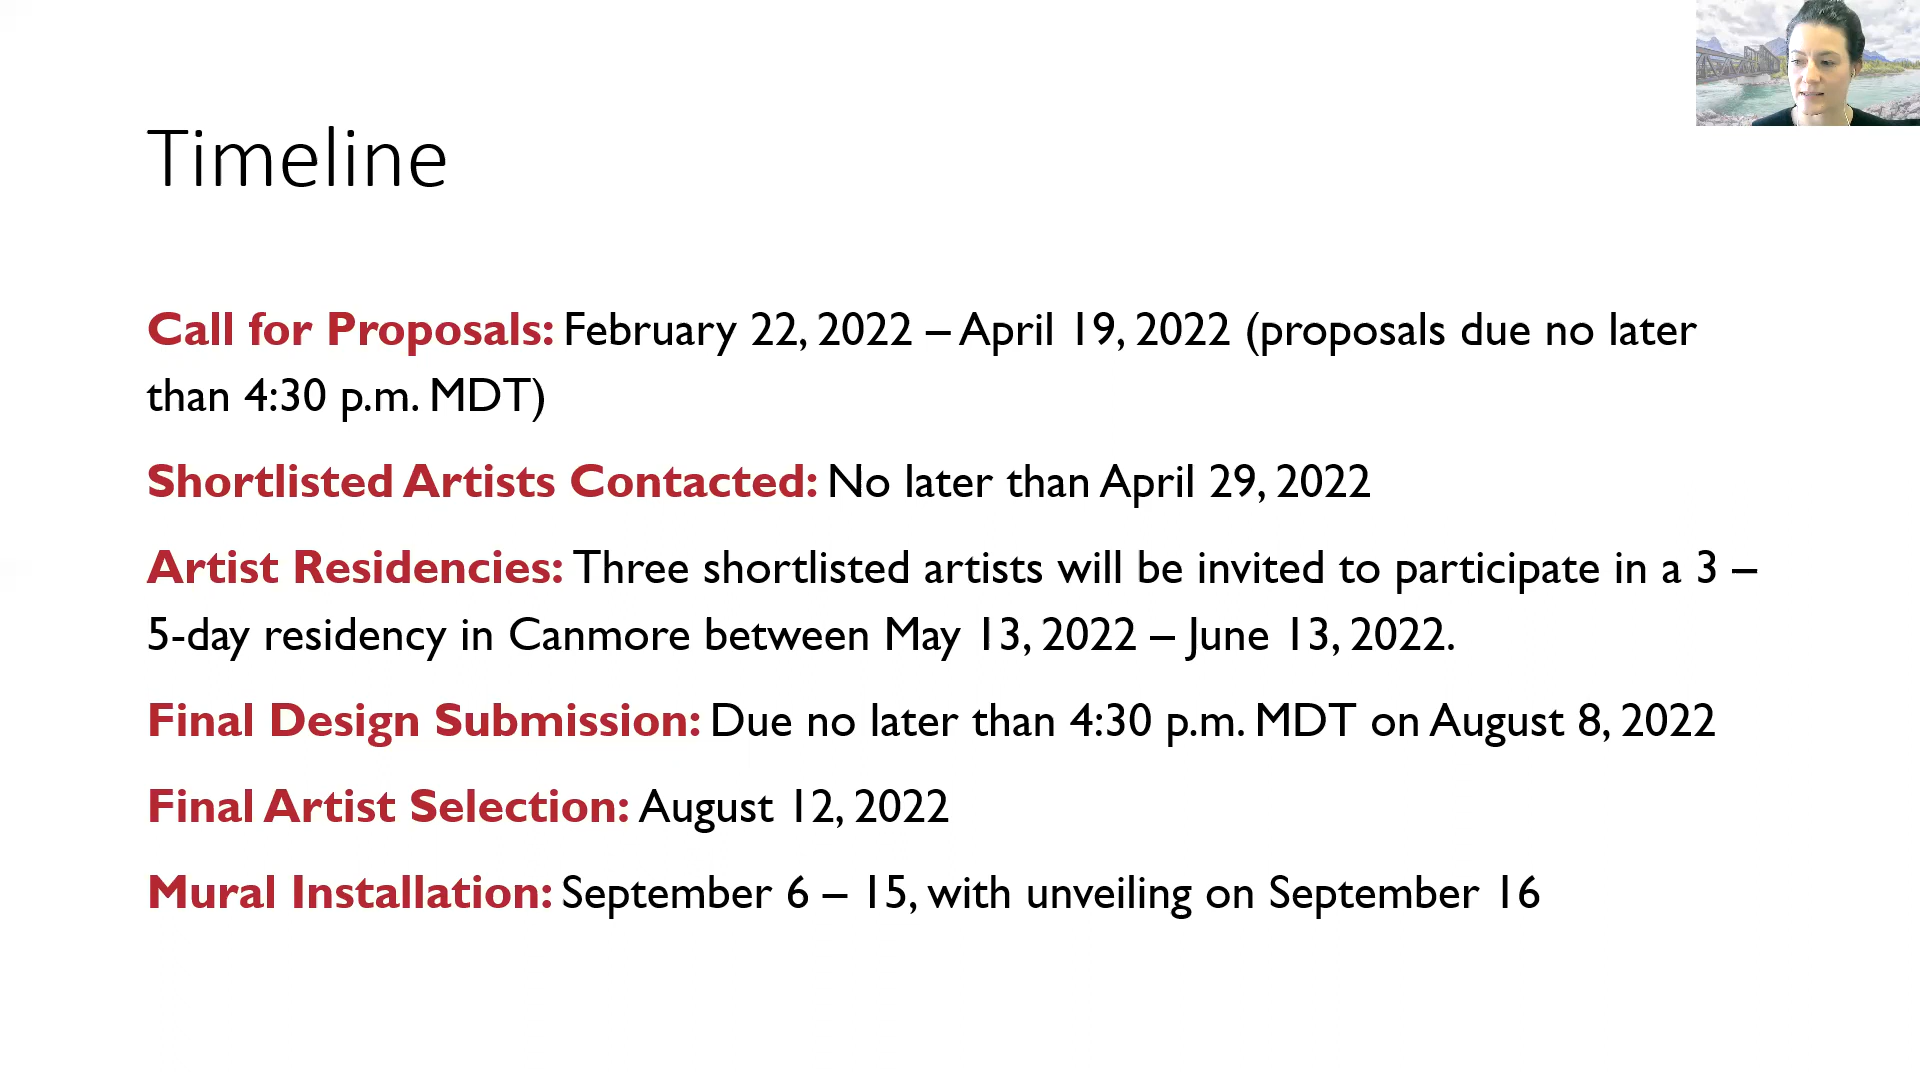 Timeline
Call for Proposals: February 22, 2022 – April 19, 2022 (proposals due no later
than 4:30 p.m. MDT)
Shortlisted Artists Contacted: No later than April 29, 2022
Artist Residencies: Three shortlisted artists will be invited to participate in a 3 –
5-day residency in Canmore between May 13, 2022 – June 13, 2022.
Final Design Submission: Due no later than 4:30 p.m. MDT on August 8, 2022
Final Artist Selection: August 12, 2022
Mural Installation: September 6 – 15, with unveiling on September 16